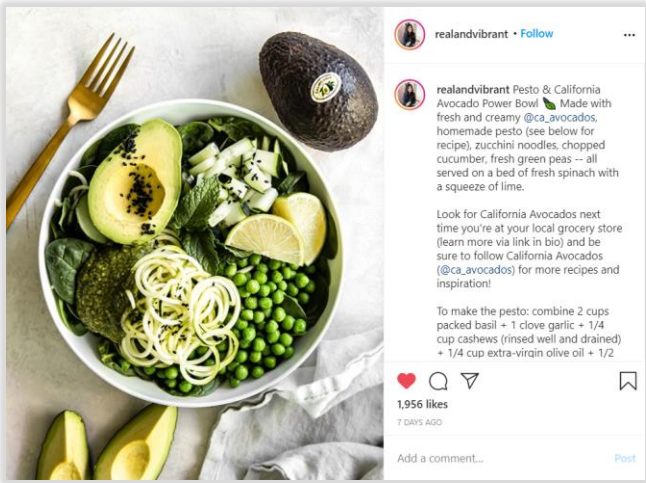 realandvibrant • Follow
realandvibrant Pesto & California
Avocado Power Bowl Made with
fresh and creamy @ca_avocados,
homemade pesto (see below for
recipe), zucchini noodles, chopped
cucumber, fresh green peas -- all
served on a bed of fresh spinach with
a squeeze of lime.
Look for California Avocados next
time you're at your local grocery store
(learn more via link in bio) and be
sure to follow California Avocados
(@ca_avocados) for more recipes and
inspiration!
To make the pesto: combine 2 cups
packed basil + 1 clove garlic + 1/4
cup cashews (rinsed well and drained)
+ 1/4 cup extra-virgin olive oil + 1/2
1,956 likes
7 DAYS AGO
Add a comment...
Post